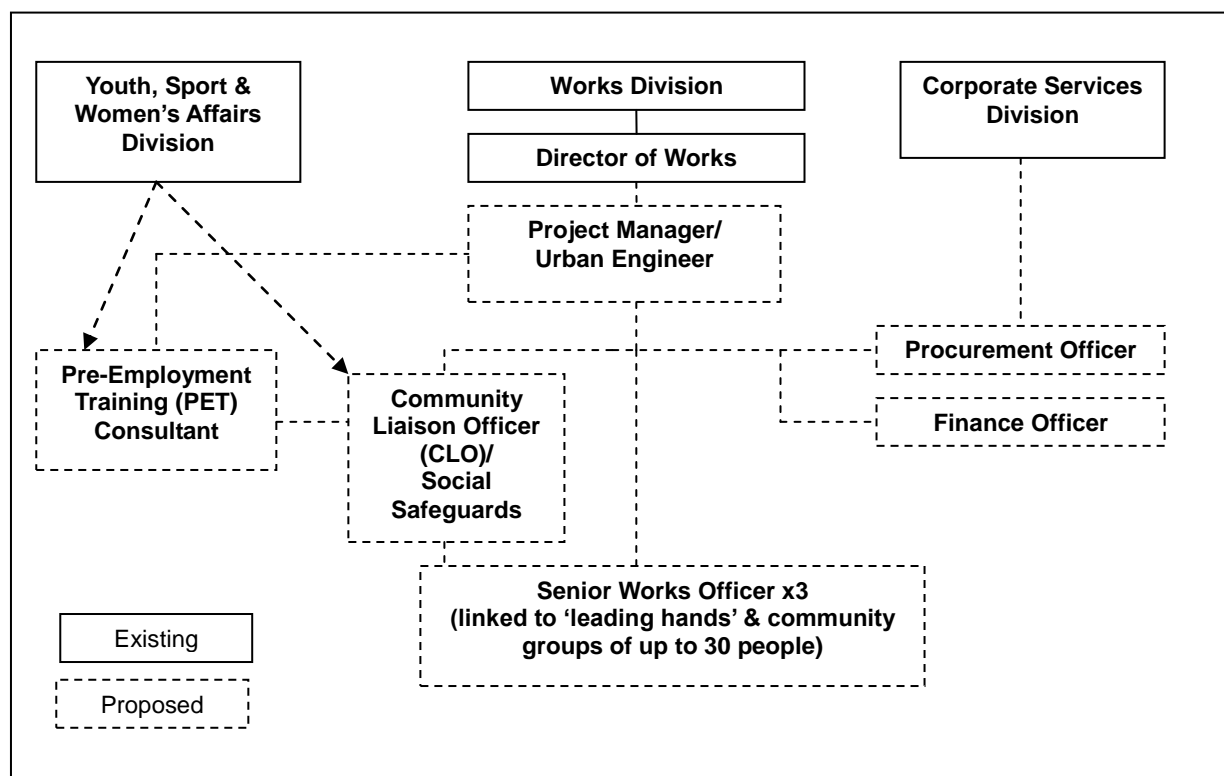 Youth, Sport &
Women’s Affairs
Division
Works Division
Corporate Services
Division
Director of Works
Project Manager/
Urban Engineer
Procurement Officer
Pre-Employment
Training (PET)
Consultant
Community
Liaison Officer
(CLO)/
Social
Safeguards
Finance Officer
Senior Works Officer x3
(linked to ‘leading hands’ & community
groups of up to 30 people)
Existing
Proposed